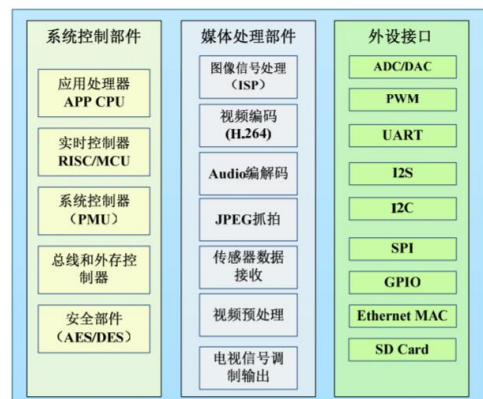 系统控制部件
应用处理器
APP CPU
实时控制器
RISC/MCU
系统控制器
（PMU）
总线和外存控
制器
安全部件
（AES/DES）
媒体处理部件
图像信号处理
（ISP）
视频编码
(H.264)
Audio编解码
JPEG抓拍
传感器数据
接收
视频预处理
电视信号调
制输出
外设接口
ADC/DAC
PWM
UART
I2S
I2C
SPI
GPIO
Ethernet MAC
SD Card